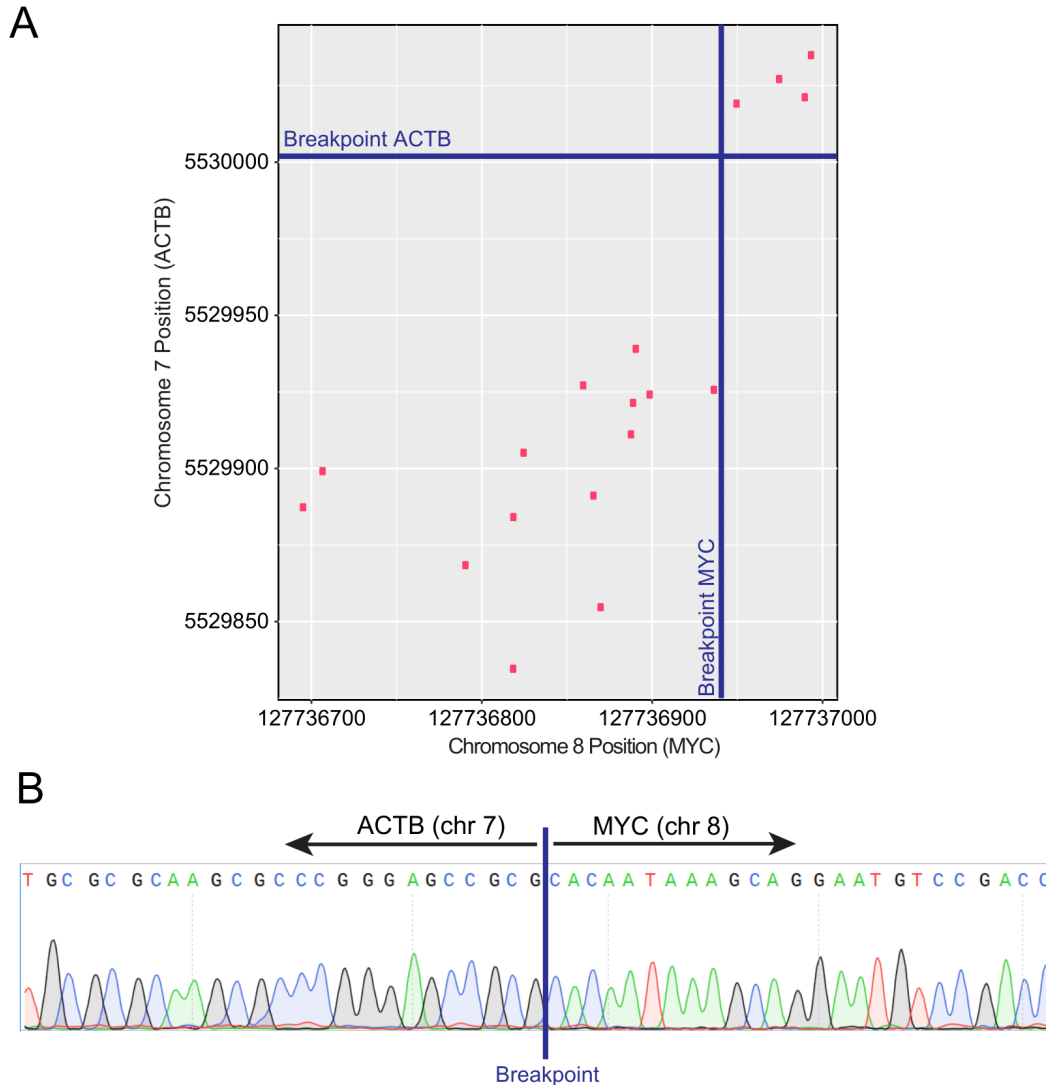 A
Breakpoint ACTB
5530000
5529950
5529900
5529850
Chromosome 7 Position (ACTB)
Breakpoint MYC
127736700 127736800 127736900 127737000
Chromosome 8 Position (MYC)
B
ACTB (chr 7) MYC (chr 8)
T G C G C G C A A G C G C C C G G G A G C C G C G C A C A A T A A A G C A G G A A T G T C C G A C C
Breakpoint